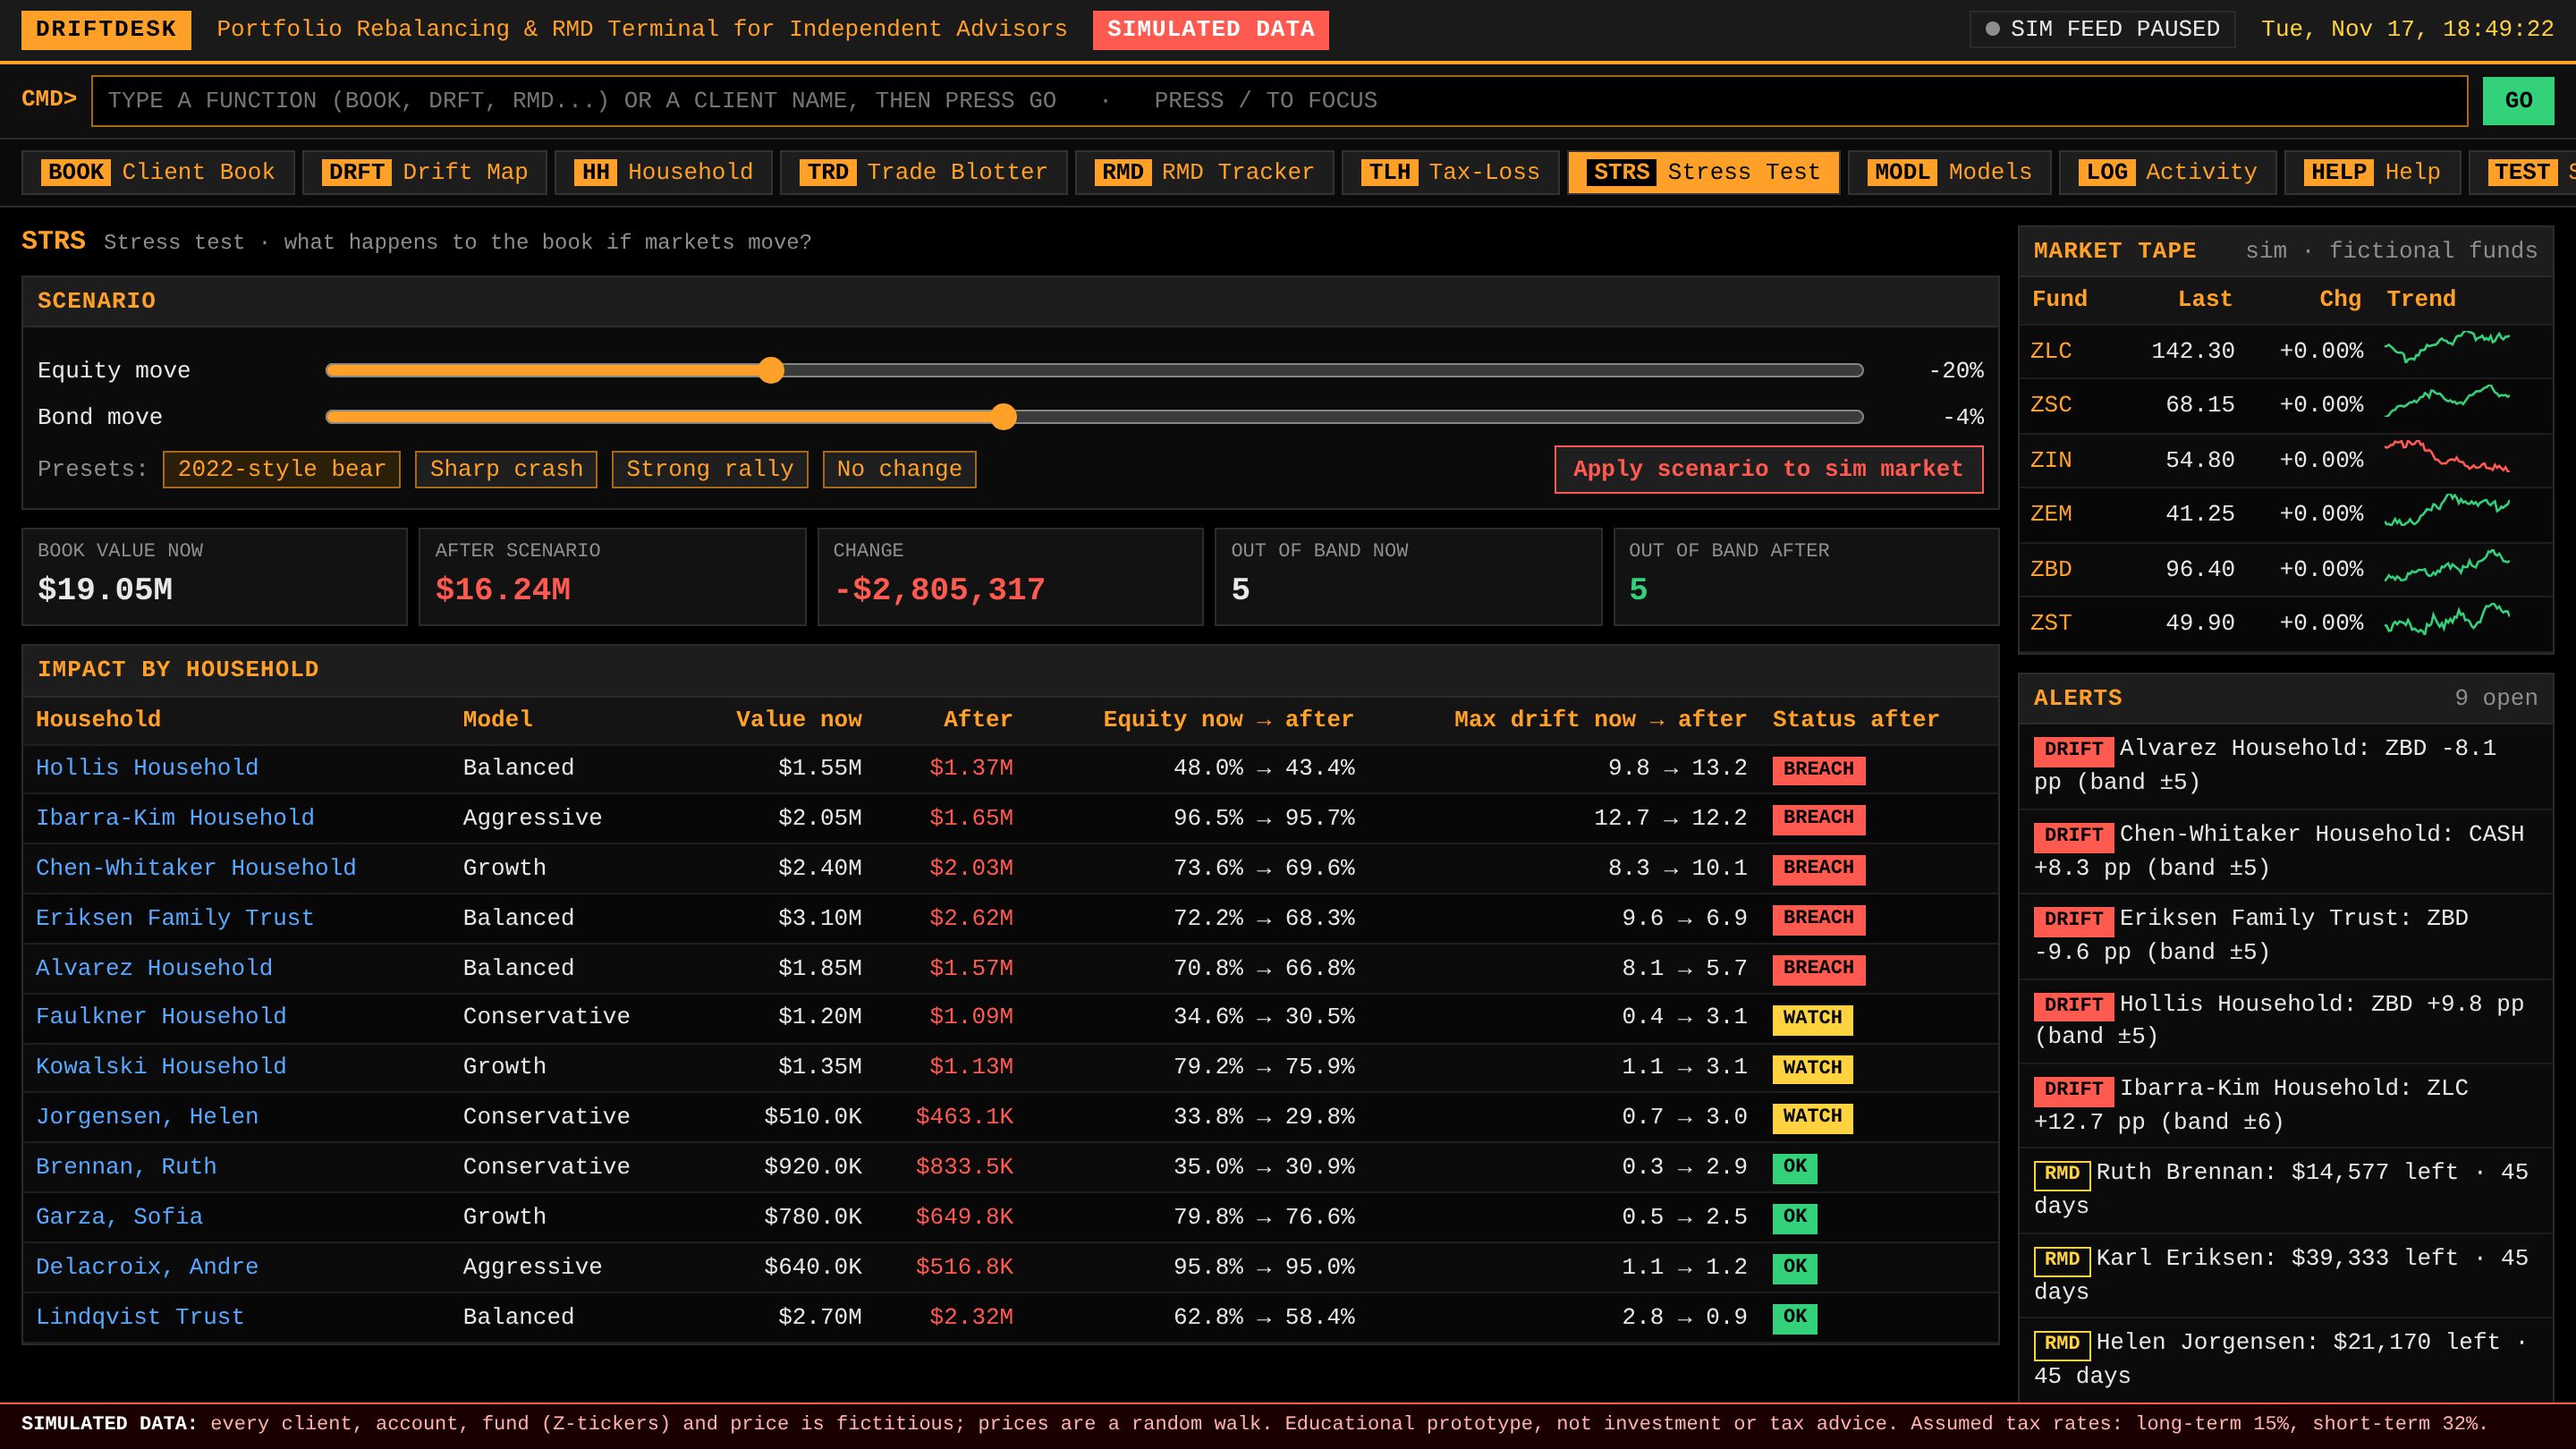 DRIFTDESK Portfolio Rebalancing & RMD Terminal for Independent Advisors SIMULATED DATA SIM FEED PAUSED Tue, Nov 17, 18:49:22
CMD> TYPE A FUNCTION (BOOK, DRFT, RMD...) OR A CLIENT NAME, THEN PRESS GO · PRESS / TO FOCUS GO
BOOK Client Book DRFT Drift Map HH Household TRD Trade Blotter RMD RMD Tracker TLH Tax-Loss STRS Stress Test MODL Models LOG Activity HELP Help TEST
STRS Stress test · what happens to the book if markets move?
SCENARIO
Equity move -20%
Bond move -4%
Presets: 2022-style bear Sharp crash Strong rally No change Apply scenario to sim market
BOOK VALUE NOW AFTER SCENARIO CHANGE OUT OF BAND NOW OUT OF BAND AFTER
$19.05M $16.24M -$2,805,317 5 5
IMPACT BY HOUSEHOLD
Household Model Value now After Equity now → after Max drift now → after Status after
Hollis Household Balanced $1.55M $1.37M 48.0% → 43.4% 9.8 → 13.2 BREACH
Ibarra-Kim Household Aggressive $2.05M $1.65M 96.5% → 95.7% 12.7 → 12.2 BREACH
Chen-Whitaker Household Growth $2.40M $2.03M 73.6% → 69.6% 8.3 → 10.1 BREACH
Eriksen Family Trust Balanced $3.10M $2.62M 72.2% → 68.3% 9.6 → 6.9 BREACH
Alvarez Household Balanced $1.85M $1.57M 70.8% → 66.8% 8.1 → 5.7 BREACH
Faulkner Household Conservative $1.20M $1.09M 34.6% → 30.5% 0.4 → 3.1 WATCH
Kowalski Household Growth $1.35M $1.13M 79.2% → 75.9% 1.1 → 3.1 WATCH
Jorgensen, Helen Conservative $510.0K $463.1K 33.8% → 29.8% 0.7 → 3.0 WATCH
Brennan, Ruth Conservative $920.0K $833.5K 35.0% → 30.9% 0.3 → 2.9 OK
Garza, Sofia Growth $780.0K $649.8K 79.8% → 76.6% 0.5 → 2.5 OK
Delacroix, Andre Aggressive $640.0K $516.8K 95.8% → 95.0% 1.1 → 1.2 OK
Lindqvist Trust Balanced $2.70M $2.32M 62.8% → 58.4% 2.8 → 0.9 OK
MARKET TAPE sim · fictional funds
Fund Last Chg Trend
ZLC 142.30 +0.00%
ZSC 68.15 +0.00%
ZIN 54.80 +0.00%
ZEM 41.25 +0.00%
ZBD 96.40 +0.00%
ZST 49.90 +0.00%
ALERTS 9 open
DRIFT Alvarez Household: ZBD -8.1
pp (band ±5)
DRIFT Chen-Whitaker Household: CASH
+8.3 pp (band ±5)
DRIFT Eriksen Family Trust: ZBD
-9.6 pp (band ±5)
DRIFT Hollis Household: ZBD +9.8 pp
(band ±5)
DRIFT Ibarra-Kim Household: ZLC
+12.7 pp (band ±6)
RMD Ruth Brennan: $14,577 left · 45
days
RMD Karl Eriksen: $39,333 left · 45
days
RMD Helen Jorgensen: $21,170 left ·
45 days
SIMULATED DATA: every client, account, fund (Z-tickers) and price is fictitious; prices are a random walk. Educational prototype, not investment or tax advice. Assumed tax rates: long-term 15%, short-term 32%.